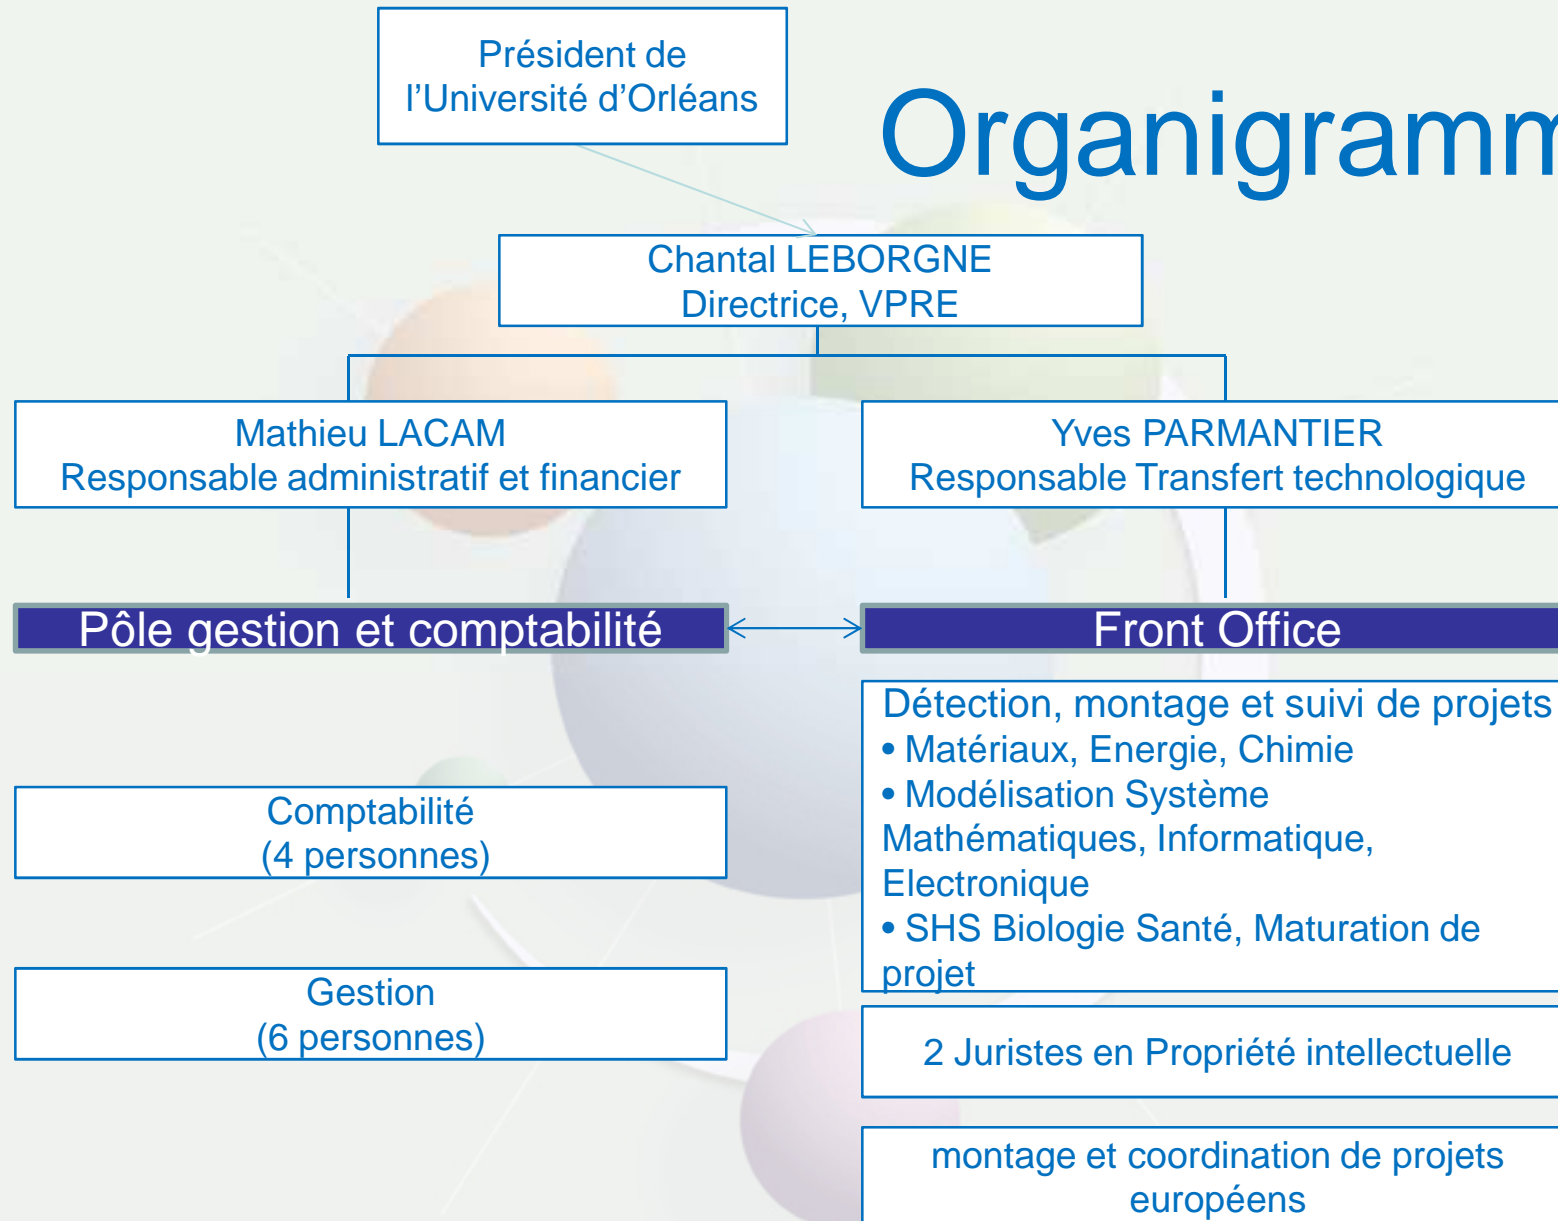 Président de
l'Université d'Orléans
Organigramm
Chantal LEBORGNE
Directrice, VPRE
Mathieu LACAM
Responsable administratif et financier
Yves PARMANTIER
Responsable Transfert technologique
Pôle gestion et comptabilité
Front Office
Comptabilité
(4 personnes)
Gestion
(6 personnes)
Détection, montage et suivi de projets
• Matériaux, Energie, Chimie
• Modélisation Système
Mathématiques, Informatique,
Electronique
• SHS Biologie Santé, Maturation de
projet
2 Juristes en Propriété intellectuelle
montage et coordination de projets
européens